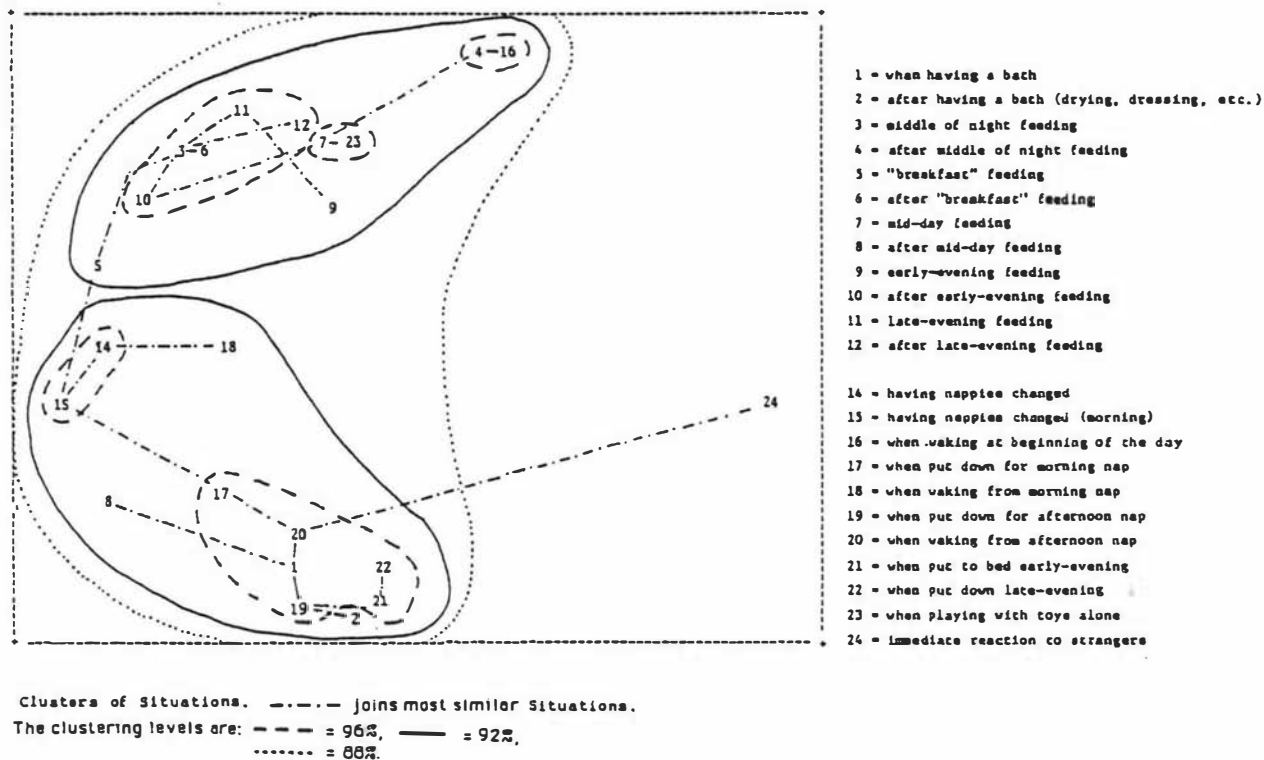 4-16
11
12
3-6
7-23
10
9
5
14
18
15
24
17
8
20
1
22
19
21
2
1 = when having a bath
2 = after having a bath (drying, dressing, etc.)
3 = middle of night feeding
4 = after middle of night feeding
5 = "breakfast" feeding
6 = after "breakfast" feeding
7 = mid-day feeding
8 = after mid-day feeding
9 = early-evening feeding
10 = after early-evening feeding
11 = late-evening feeding
12 = after late-evening feeding
14 = having nappies changed
15 = having nappies changed (morning)
16 = when waking at beginning of the day
17 = when put down for morning nap
18 = when waking from morning nap
19 = when put down for afternoon nap
20 = when waking from afternoon nap
21 = when put to bed early-evening
22 = when put down late-evening
23 = when playing with toys alone
24 = immediate reaction to strangers
Clusters of Situations. joins most similar Situations.
The clustering levels are: = 96%, = 92%,
= 88%.